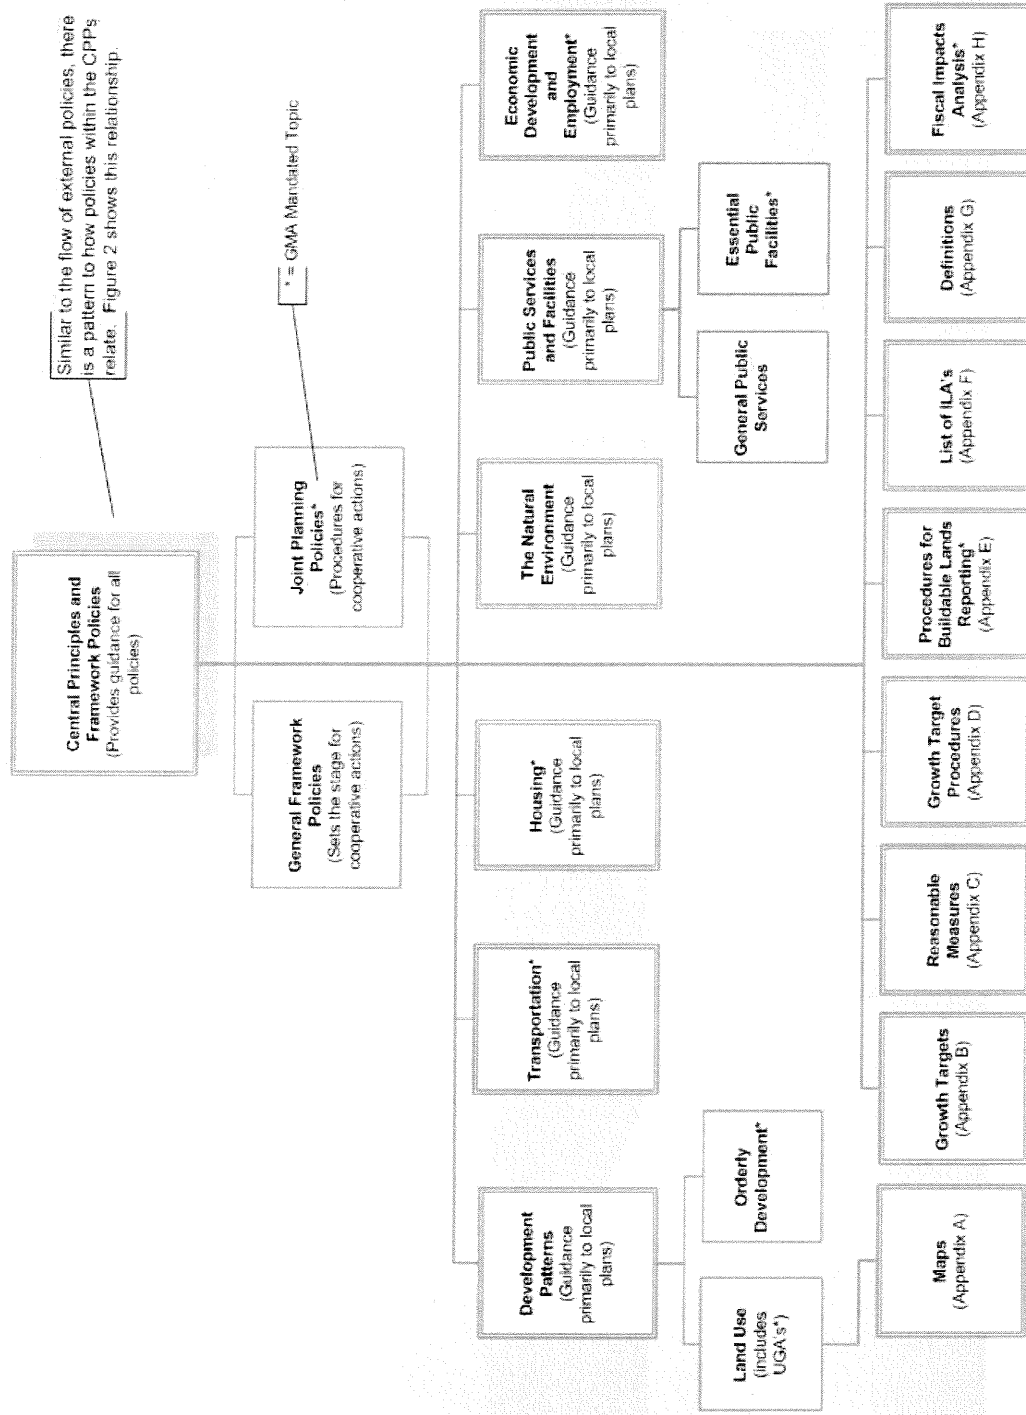 Similar to the flow of external policies, there
is a pattern to how policies within the CPPs
relate. Figure 2 shows this relationship.
Central Principles and
Framework Policies
(Provides guidance for all
policies)
* = GMA Mandated Topic
General Framework
Policies
(Sets the stage for
cooperative actions)
Joint Planning
Policies*
(Procedures for
cooperative actions)
Development
Patterns
(Guidance
primarily to local
plans)
Transportation*
(Guidance
primarily to local
plans)
Housing*
(Guidance
primarily to local
plans)
The Natural
Environment
(Guidance
primarily to local
plans)
Public Services
and Facilities
(Guidance
primarily to local
plans)
Economic
Development
and
Employment*
(Guidance
primarily to local
plans)
Land Use
(includes
UGA's*)
Orderly
Development*
General Public
Services
Essential
Public
Facilities*
Maps
(Appendix A)
Growth Targets
(Appendix B)
Reasonable
Measures
(Appendix C)
Growth Target
Procedures
(Appendix D)
Procedures for
Buildable Lands
Reporting*
(Appendix E)
List of ILA's
(Appendix F)
Definitions
(Appendix G)
Fiscal Impacts
Analysis*
(Appendix H)